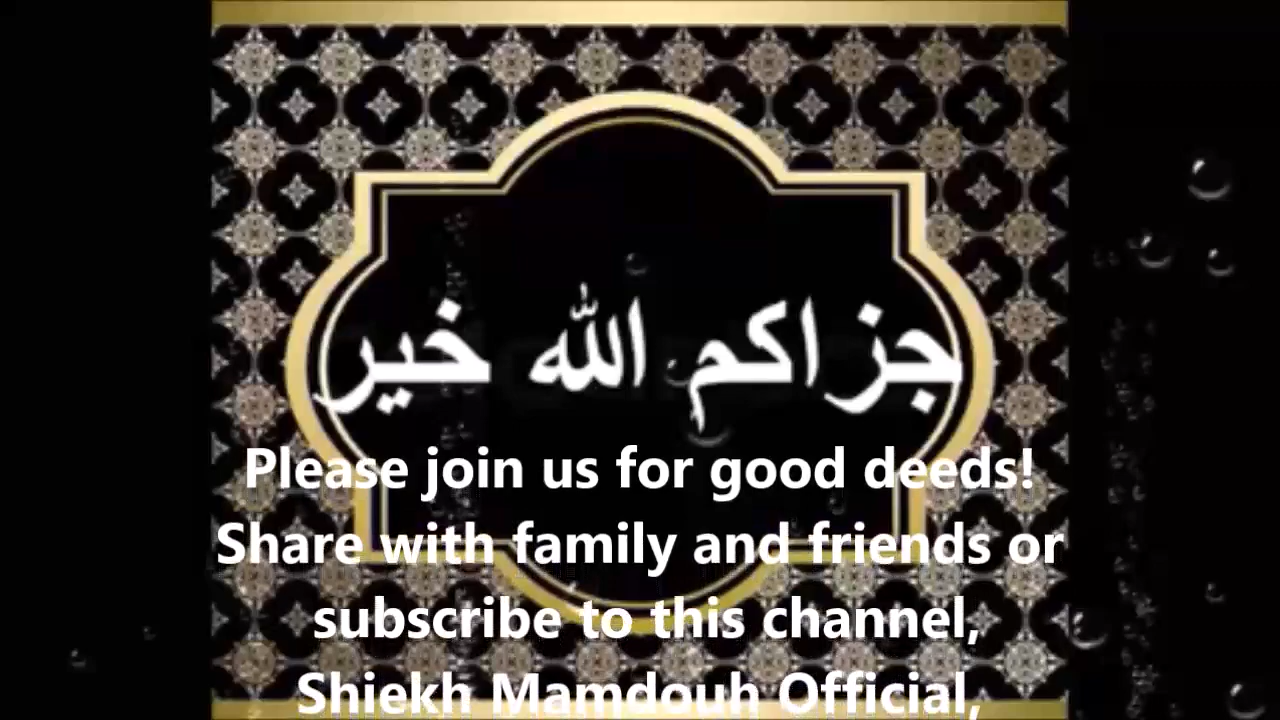 جزاكم الله خير
Please join us for good deeds!
Share with family and friends or
subscribe to this channel,
Shiekh Mamdouh Official,